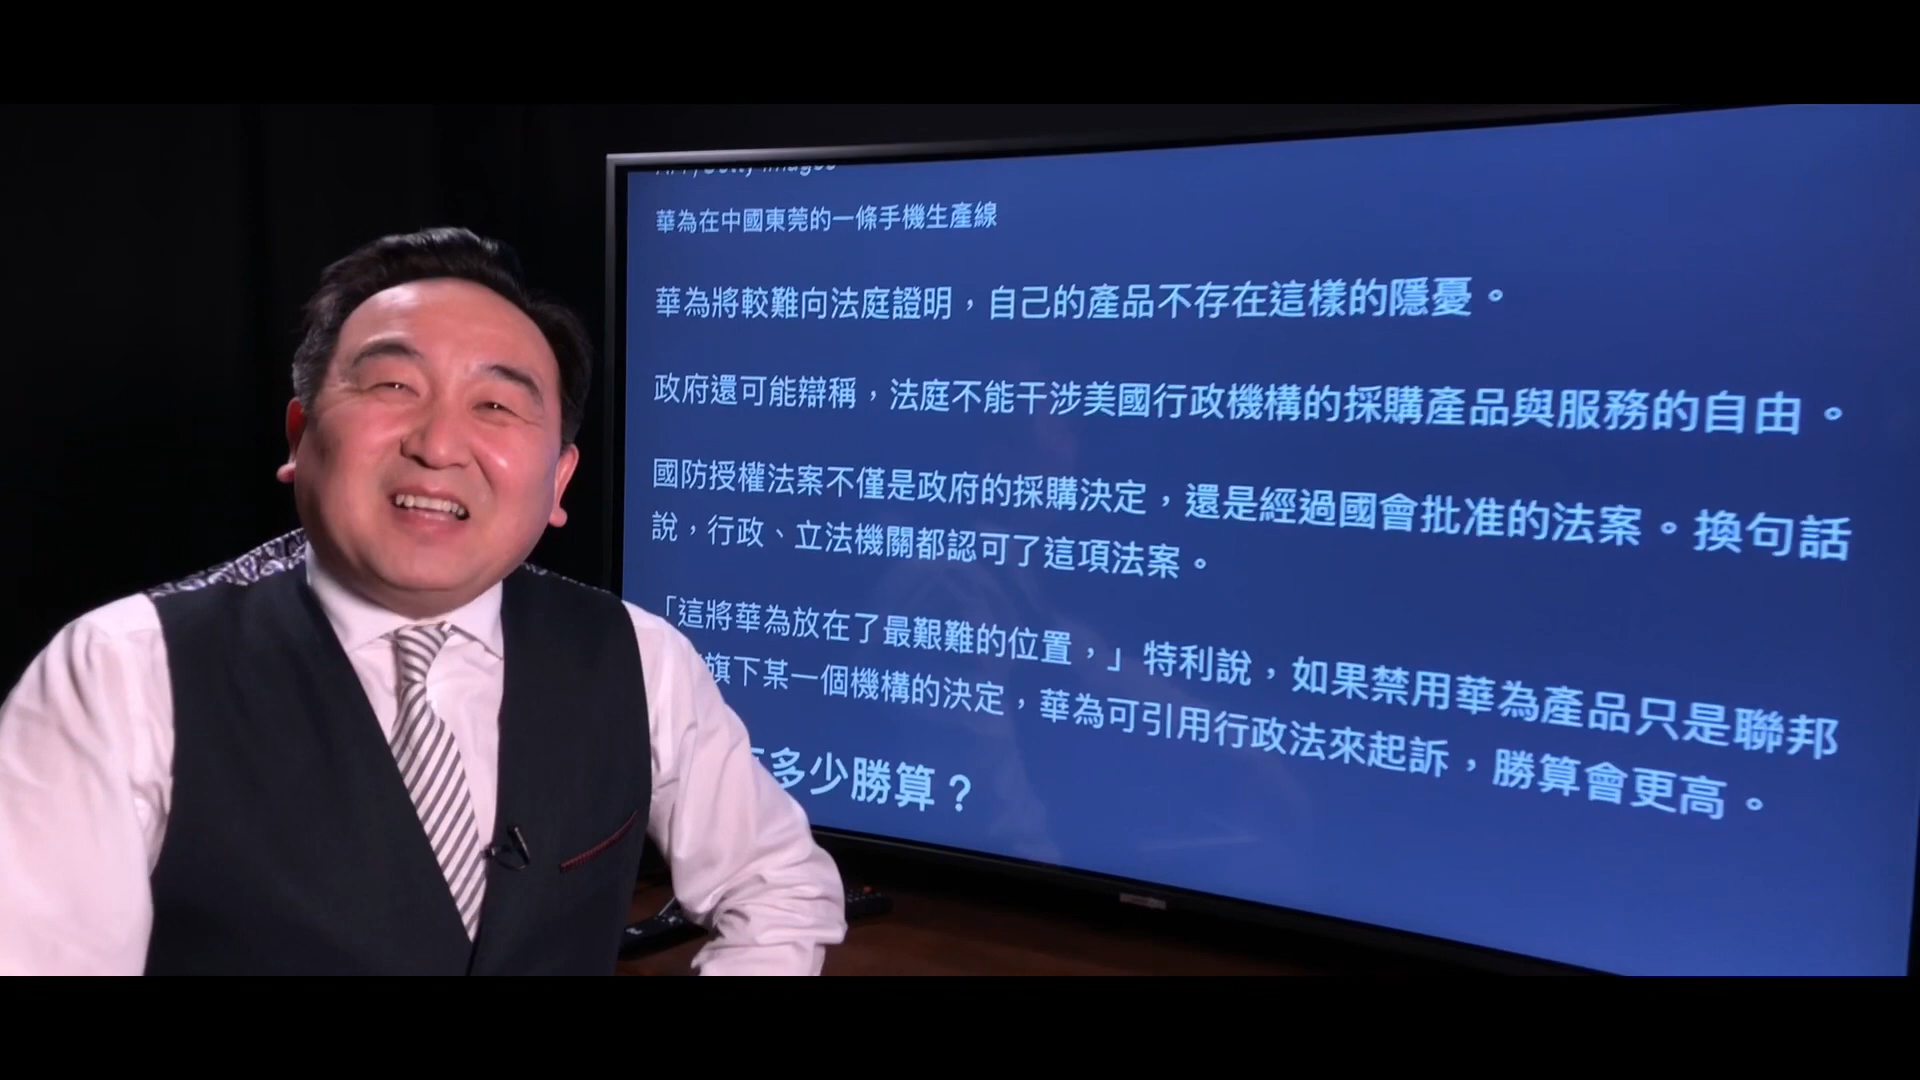 華為在中國東莞的一條手機生產線
華為將較難向法庭證明，自己的產品不存在這樣的隱憂。
政府還可能辯稱，法庭不能干涉美國行政機構的採購產品與服務的自由。
國防授權法案不僅是政府的採購決定，還是經過國會批准的法案。換句話
說，行政、立法機關都認可了這項法案。
「這將華為放在了最艱難的位置，」特利說，如果禁用華為產品只是聯邦
旗下某一個機構的決定，華為可引用行政法來起訴，勝算會更高。
多少勝算？